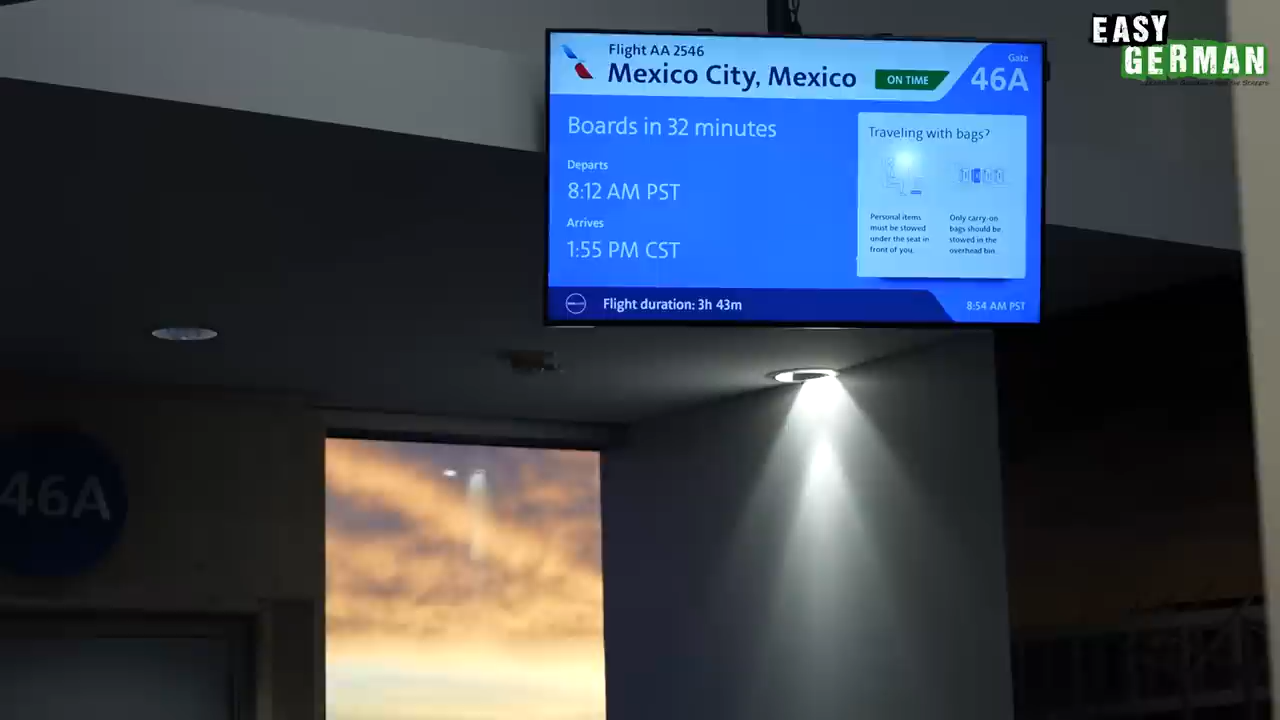 EASY
GERMAN
Flight AA 2546
Mexico City, Mexico
ON TIME
Gate
46A
Boards in 32 minutes
Departs
8:12 AM PST
Arrives
1:55 PM CST
Traveling with bags?
Personal items
must be stowed
under the seat in
front of you.
Only carry-on
bags should be
stowed in the
overhead bin.
Flight duration: 3h 43m
8:54 AM PST
46A